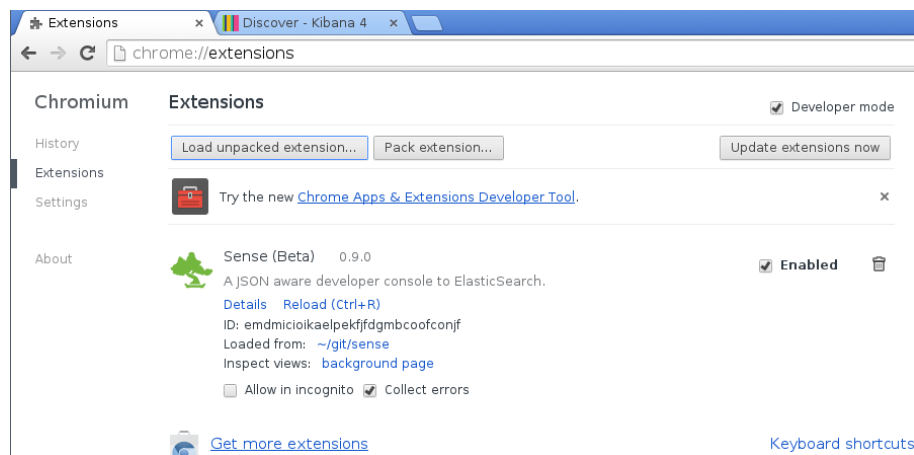 Extensions
Discover - Kibana 4
chrome://extensions
Chromium
Extensions
Developer mode
History
Load unpacked extension...
Pack extension...
Update extensions now
Extensions
Settings
Try the new Chrome Apps & Extensions Developer Tool.
About
Sense (Beta) 0.9.0
Enabled
A JSON aware developer console to ElasticSearch.
Details Reload (Ctrl+R)
ID: emdmicioikaelpekfjfdgmbcoofconjf
Loaded from: ~/git/sense
Inspect views: background page
Allow in incognito
Collect errors
Get more extensions
Keyboard shortcuts